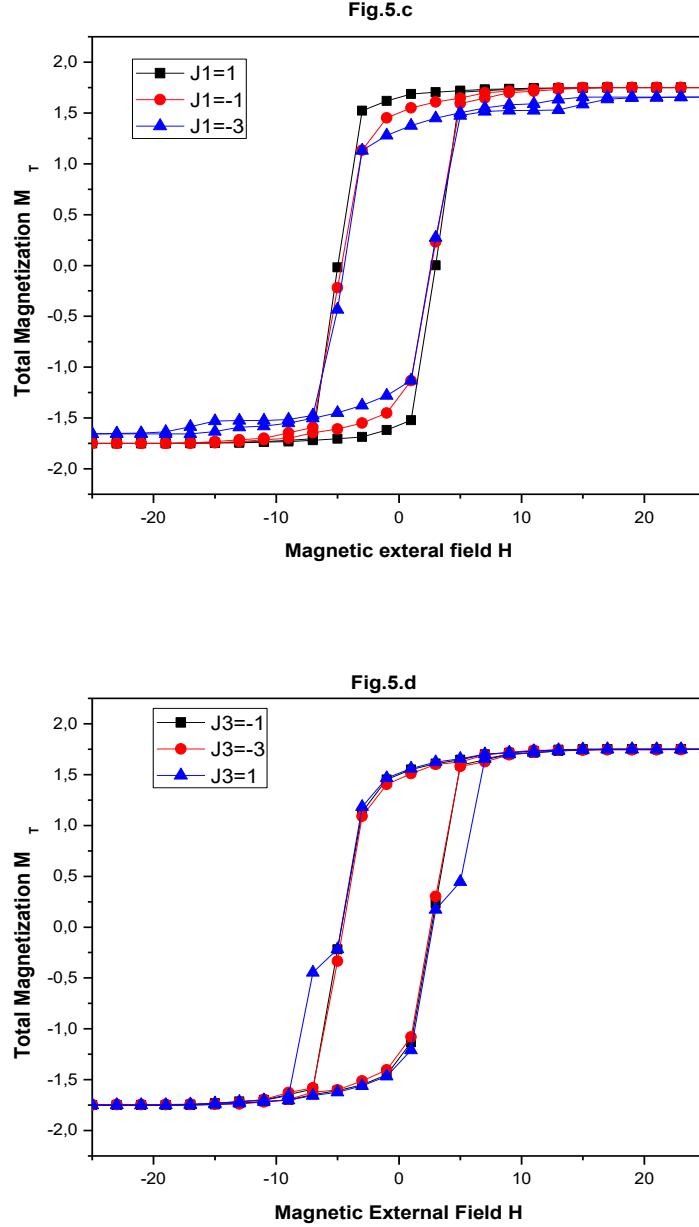 Fig.5.c
2,0
1,5
1,0
0,5
0,0
-0,5
-1,0
-1,5
-2,0
Total Magnetization M T
J1=1
J1=-1
J1=-3
-20 -10 0 10 20
Magnetic exteral field H
Fig.5.d
2,0
1,5
1,0
0,5
0,0
-0,5
-1,0
-1,5
-2,0
Total Magnetization M T
J3=-1
J3=-3
J3=1
-20 -10 0 10 20
Magnetic External Field H